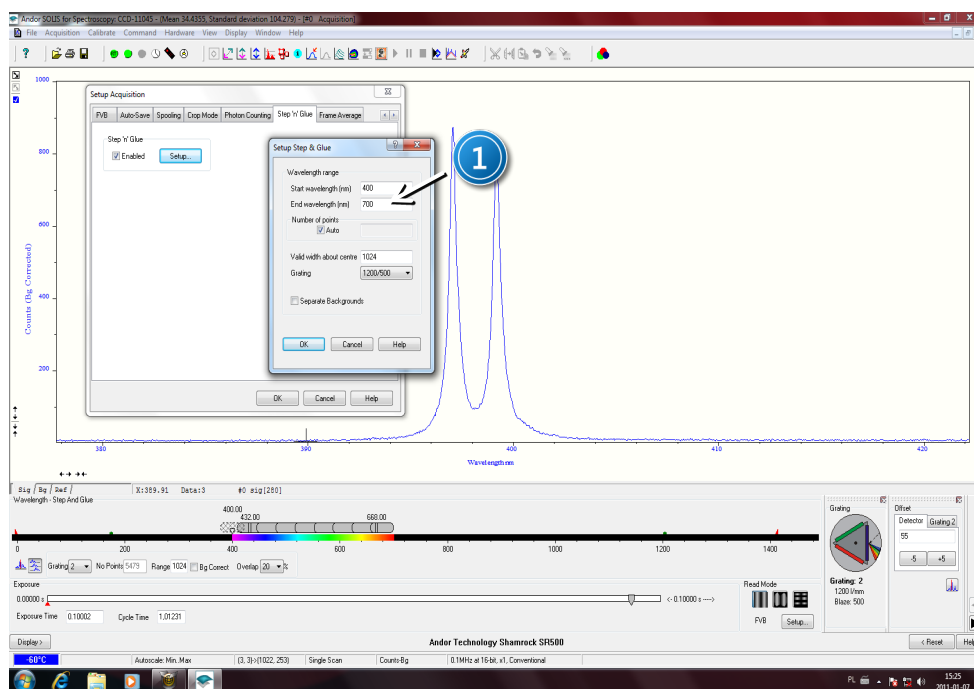 Andor SOLIS for Spectroscopy: CCD-11045 - (Mean 34.4355, Standard deviation 104.279) - [#0 Acquisition]
File Acquisition Calibrate Command Hardware View Display Window Help
Setup Acquisition
FVB Auto-Save Spooling Crop Mode Photon Counting Step 'n' Glue Frame Average
Step 'n' Glue
Enabled Setup...
OK Cancel Help
Setup Step & Glue
Wavelength range
Start wavelength (nm) 400
End wavelength (nm) 700
Number of points
Auto
Valid width about centre 1024
Grating 1200/500
Separate Backgrounds
OK Cancel Help
1
1000
800
600
400
200
Counts (Bg Corrected)
380 390 400 410 420
Wavelength nm
Sig Bg Ref X:389.91 Data:3 #0 sig[280]
Wavelength - Step And Glue
400.00
432.00 668.00
0 200 400 600 800 1000 1200 1400
Grating 2 No Points 5479 Range 1024 Bg Correct Overlap 20 %
Exposure
0.00000 s <- 0.10000 s ---->
Exposure Time 0.10002 Cycle Time 1.01231
Read Mode
FVB Setup...
Grating
Grating: 2
1200 l/mm
Blaze: 500
Offset
Detector Grating 2
55
-5 +5
Display > Andor Technology Shamrock SR500 < Reset Help
-60°C Autoscale: Min..Max (3, 3)->(1022, 253) Single Scan Counts-Bg 0.1MHz at 16-bit, x1, Conventional
PL 15:25
2011-01-07